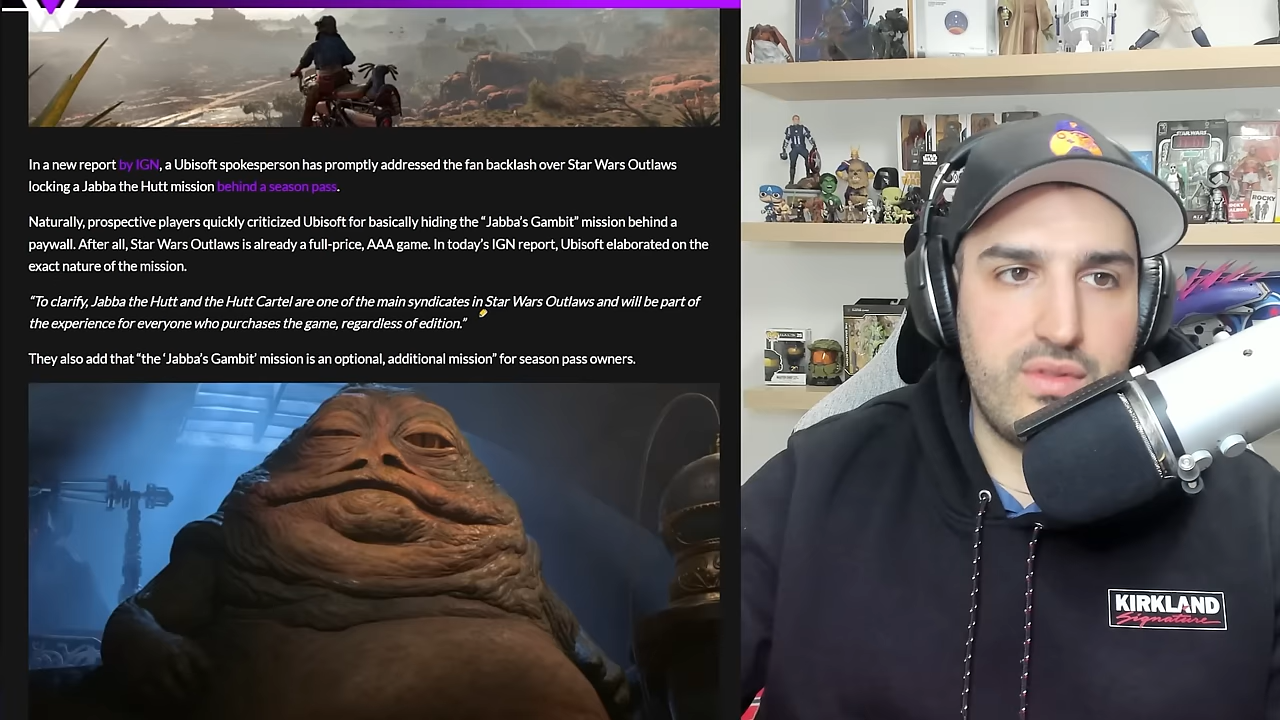 In a new report by IGN, a Ubisoft spokesperson has promptly addressed the fan backlash over Star Wars Outlaws
locking a Jabba the Hutt mission behind a season pass.
Naturally, prospective players quickly criticized Ubisoft for basically hiding the “Jabba’s Gambit” mission behind a
paywall. After all, Star Wars Outlaws is already a full-price, AAA game. In today’s IGN report, Ubisoft elaborated on the
exact nature of the mission.
“To clarify, Jabba the Hutt and the Hutt Cartel are one of the main syndicates in Star Wars Outlaws and will be part of
the experience for everyone who purchases the game, regardless of edition.”
They also add that “the ‘Jabba’s Gambit’ mission is an optional, additional mission” for season pass owners.
STAR WARS
ROCKY
KIRKLAND
Signature